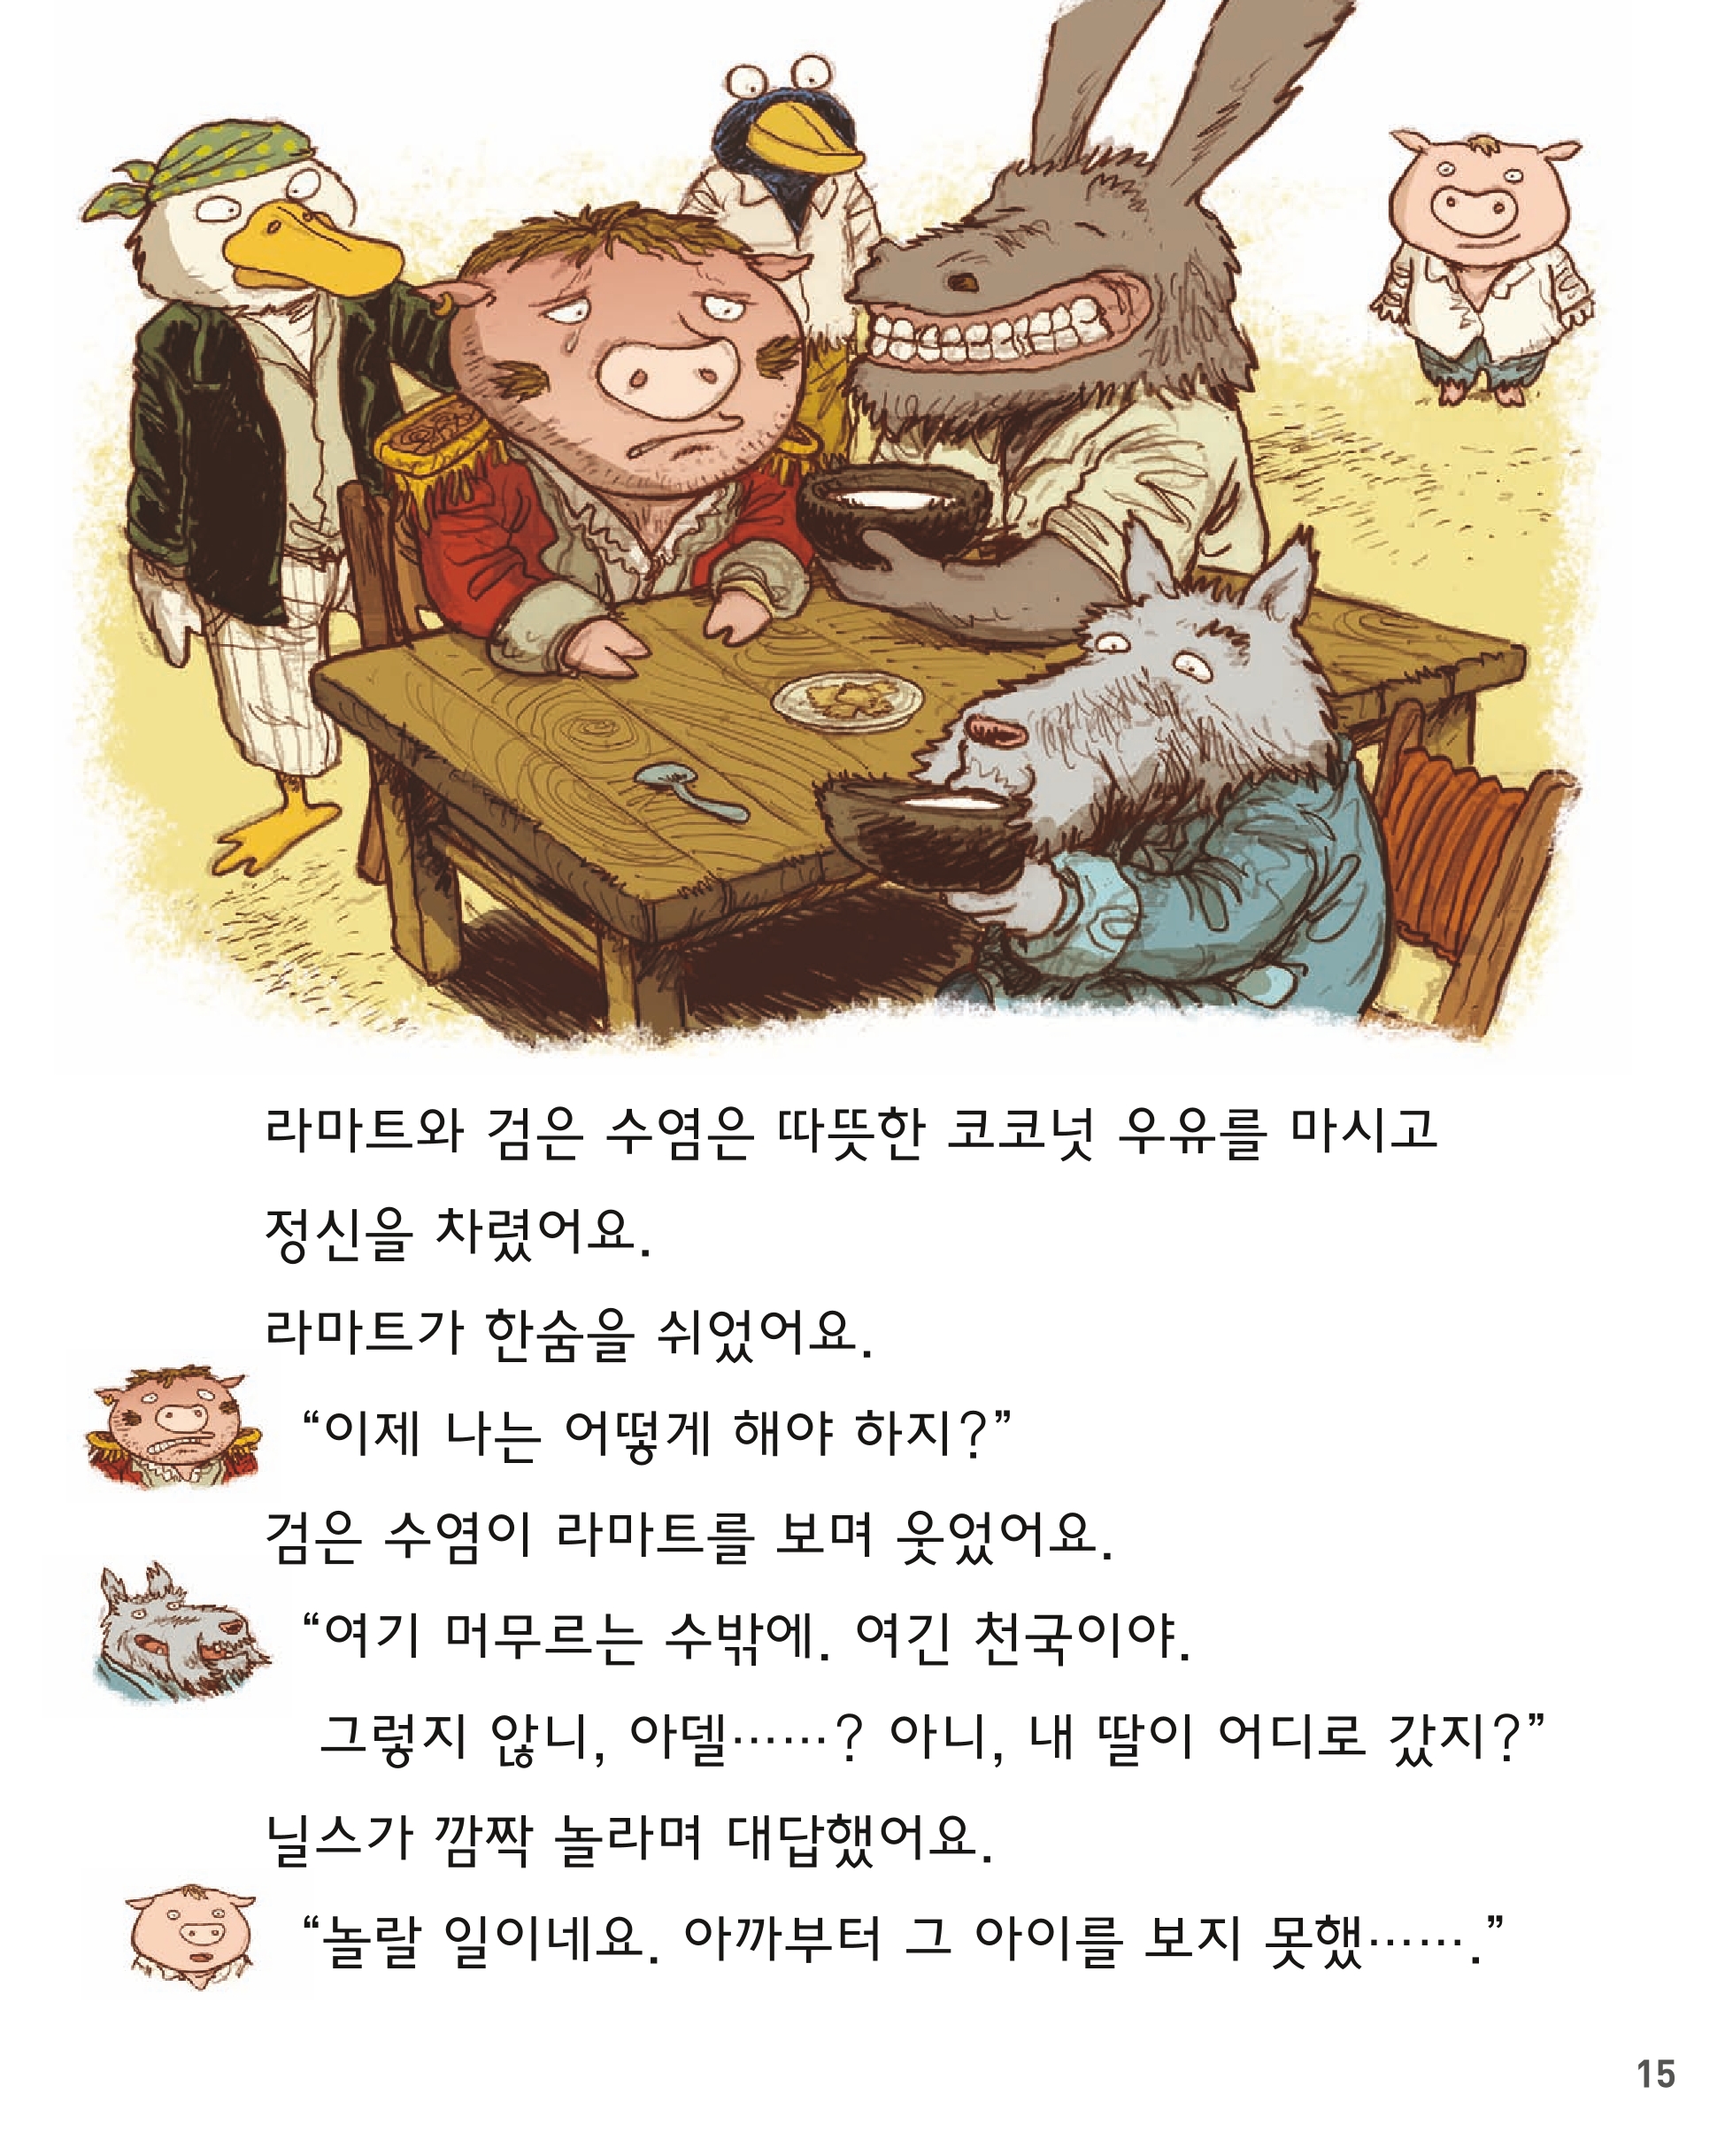 라마트와 검은 수염은 따뜻한 코코넛 우유를 마시고
정신을 차렸어요.
라마트가 한숨을 쉬었어요.
“이제 나는 어떻게 해야 하지?”
검은 수염이 라마트를 보며 웃었어요.
“여기 머무르는 수밖에. 여긴 천국이야.
그렇지 않니, 아델……? 아니, 내 딸이 어디로 갔지?”
닐스가 깜짝 놀라며 대답했어요.
“놀랄 일이네요. 아까부터 그 아이를 보지 못했…….”
15